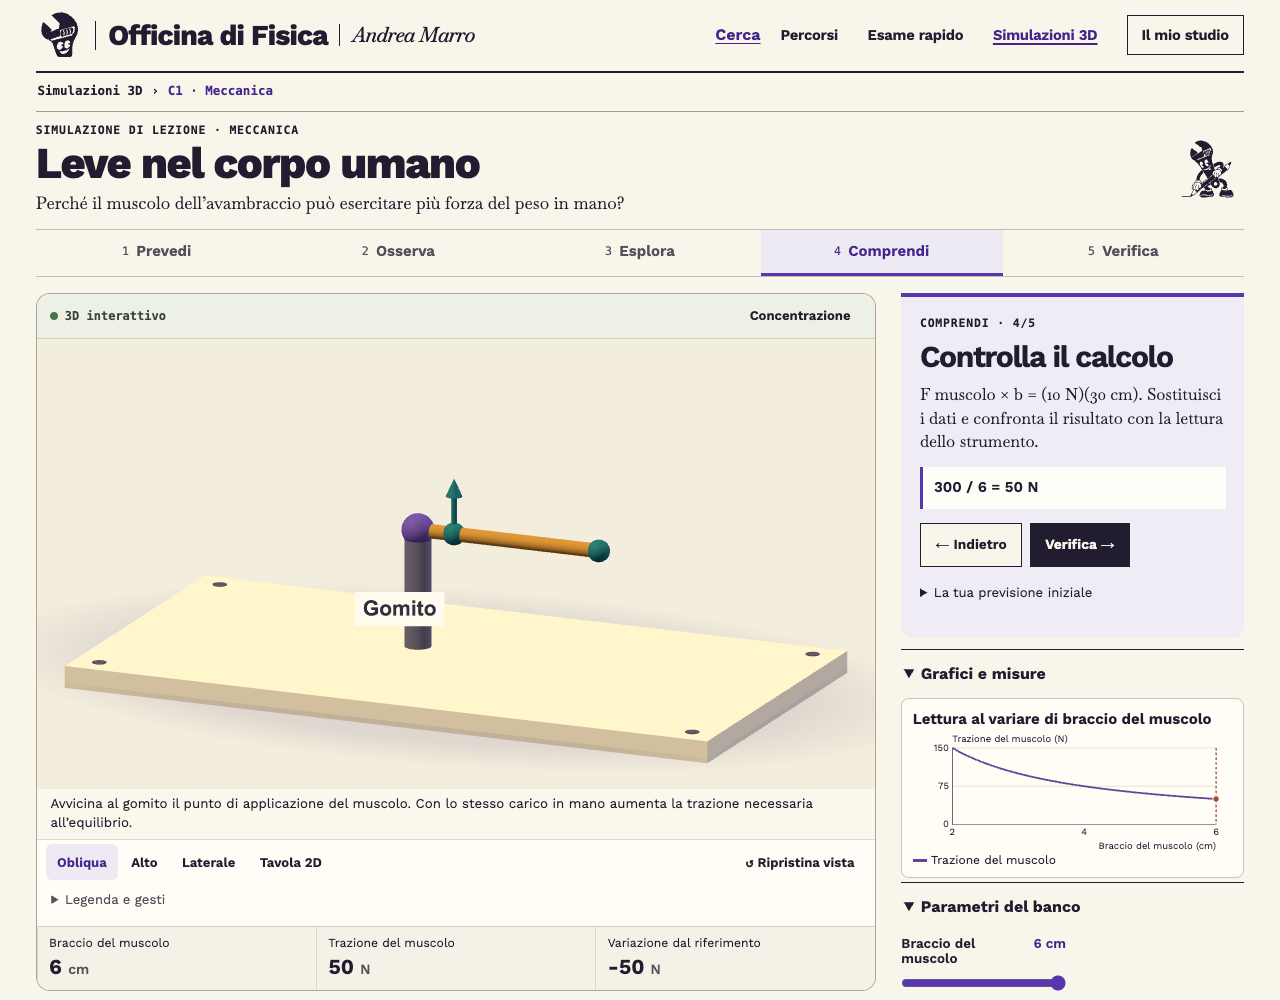 Officina di Fisica
Andrea Marro
Cerca
Percorsi
Esame rapido
Simulazioni 3D
Il mio studio
Simulazioni 3D › C1 · Meccanica
SIMULAZIONE DI LEZIONE · MECCANICA
Leve nel corpo umano
Perché il muscolo dell’avambraccio può esercitare più forza del peso in mano?
1 Prevedi
2 Osserva
3 Esplora
4 Comprendi
5 Verifica
3D interattivo
Concentrazione
Gomito
Avvicina al gomito il punto di applicazione del muscolo. Con lo stesso carico in mano aumenta la trazione necessaria
all’equilibrio.
Obliqua
Alto
Laterale
Tavola 2D
↺ Ripristina vista
▶ Legenda e gesti
Braccio del muscolo
6 cm
Trazione del muscolo
50 N
Variazione dal riferimento
-50 N
COMPRENDI · 4/5
Controlla il calcolo
F muscolo × b = (10 N)(30 cm). Sostituisci
i dati e confronta il risultato con la lettura
dello strumento.
300 / 6 = 50 N
← Indietro
Verifica →
▶ La tua previsione iniziale
▼ Grafici e misure
Lettura al variare di braccio del muscolo
Trazione del muscolo (N)
150
75
0
2
4
6
Braccio del muscolo (cm)
Trazione del muscolo
▼ Parametri del banco
Braccio del
muscolo
6 cm